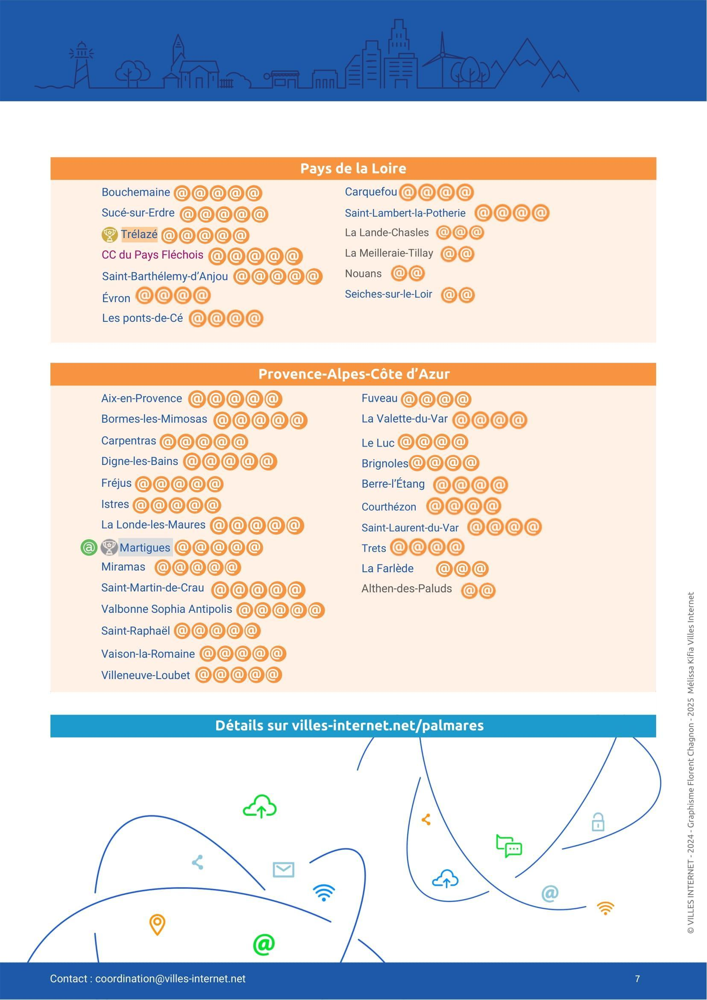 Pays de la Loire
Bouchemaine @@@@@
Sucé-sur-Erdre @@@@@
Trélazé @@@@@
CC du Pays Fléchois @@@@@
Saint-Barthélemy-d’Anjou @@@@@
Évron @@@@
Les ponts-de-Cé @@@@
Carquefou @@@@
Saint-Lambert-la-Potherie @@@@
La Lande-Chasles @@@
La Meilleraie-Tillay @@
Nouans @@
Seiches-sur-le-Loir @@
Provence-Alpes-Côte d’Azur
Aix-en-Provence @@@@@
Bormes-les-Mimosas @@@@@
Carpentras @@@@@
Digne-les-Bains @@@@@
Fréjus @@@@@
Istres @@@@@
La Londe-les-Maures @@@@@
@ Martigues @@@@@
Miramas @@@@@
Saint-Martin-de-Crau @@@@@
Valbonne Sophia Antipolis @@@@@
Saint-Raphaël @@@@@
Vaison-la-Romaine @@@@@
Villeneuve-Loubet @@@@@
Fuveau @@@@
La Valette-du-Var @@@@
Le Luc @@@@
Brignoles @@@@
Berre-l’Étang @@@@
Courthézon @@@@
Saint-Laurent-du-Var @@@@
Trets @@@@
La Farlède @@@
Althen-des-Paluds @@
Détails sur villes-internet.net/palmares
@
@
© VILLES INTERNET - 2024 - Graphisme Florent Chagnon - 2025 Mélissa Kifia Villes Internet
Contact : coordination@villes-internet.net
7